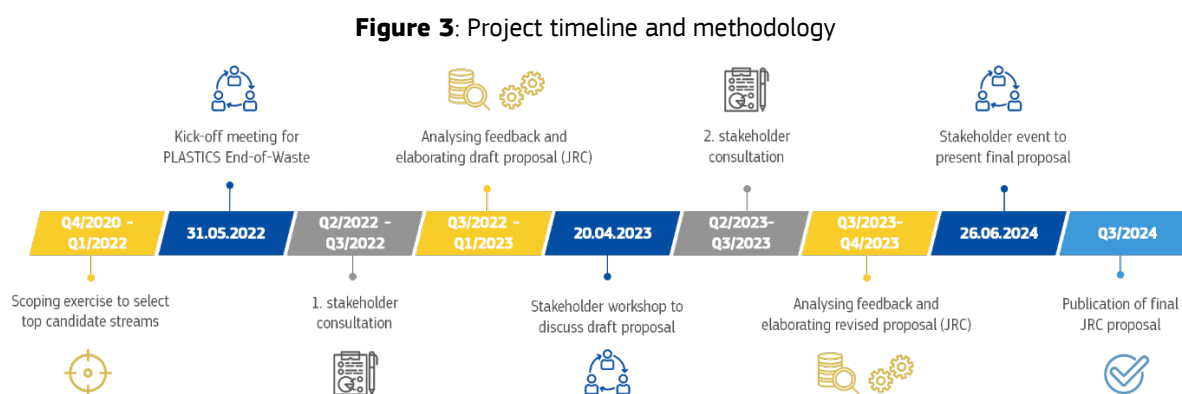 Figure 3: Project timeline and methodology
Kick-off meeting for
PLASTICS End-of-Waste
Analysing feedback and
elaborating draft proposal (JRC)
2. stakeholder
consultation
Stakeholder event to
present final proposal
Q4/2020 -
Q1/2022
31.05.2022
Q2/2022 -
Q3/2022
Q3/2022 -
Q1/2023
20.04.2023
Q2/2023-
Q3/2023
Q3/2023-
Q4/2023
26.06.2024
Q3/2024
Scoping exercise to select
top candidate streams
1. stakeholder
consultation
Stakeholder workshop to
discuss draft proposal
Analysing feedback and
elaborating revised proposal (JRC)
Publication of final
JRC proposal